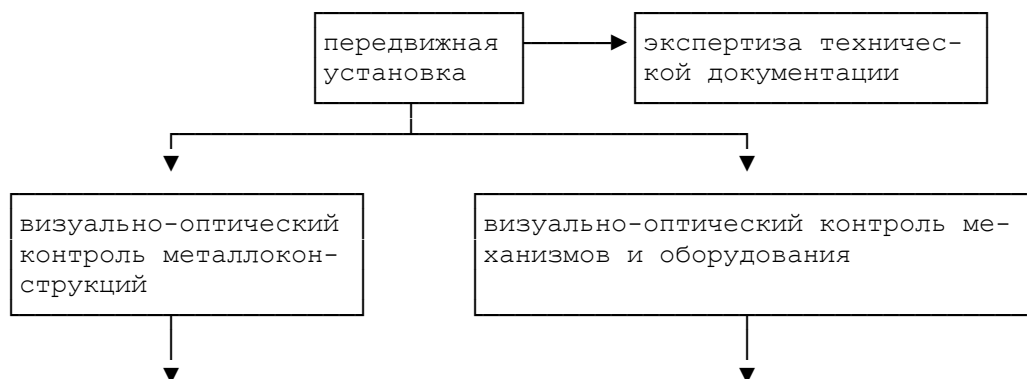 передвижная
установка
экспертиза техничес-
кой документации
визуально-оптический
контроль металлокон-
струкций
визуально-оптический контроль ме-
ханизмов и оборудования